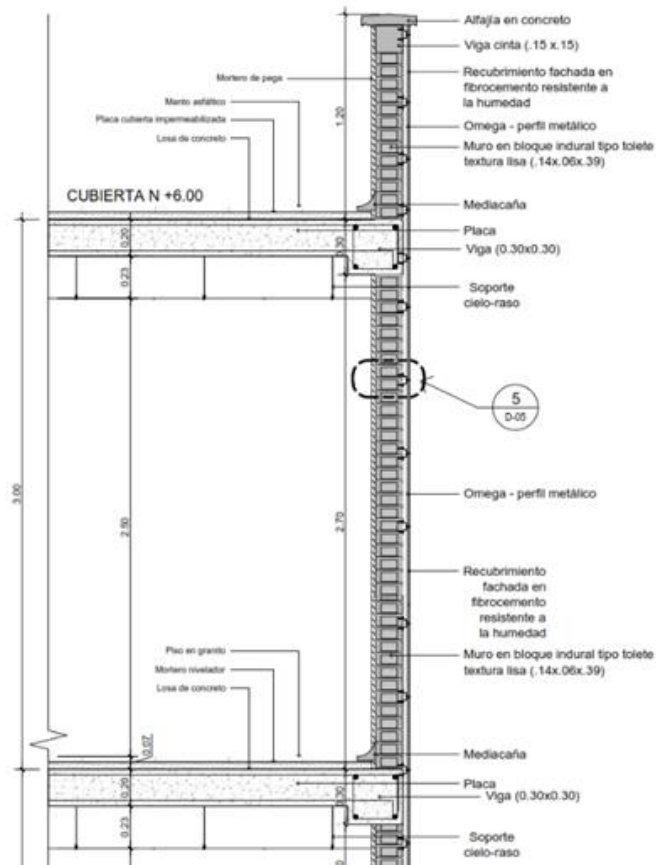 Alfajía en concreto
Viga cinta (.15 x.15)
Recubrimiento fachada en
fibrocemento resistente a
la humedad
Mortero de pega
Manto asfáltico
Placa cubierta impermeabilizada
Losa de concreto
1.20
Omega - perfil metálico
Muro en bloque indural tipo tolete
textura lisa (.14x.06x.39)
CUBIERTA N +6.00
Mediacaña
Placa
Viga (0.30x0.30)
0.20
0.30
0.23
Soporte
cielo-raso
5
D-05
3.00
2.50
2.70
Omega - perfil metálico
Recubrimiento
fachada en
fibrocemento
resistente a
la humedad
Piso en granito
Mortero nivelador
Losa de concreto
Muro en bloque indural tipo tolete
textura lisa (.14x.06x.39)
0.07
Mediacaña
Placa
Viga (0.30x0.30)
0.20
0.30
0.23
Soporte
cielo-raso